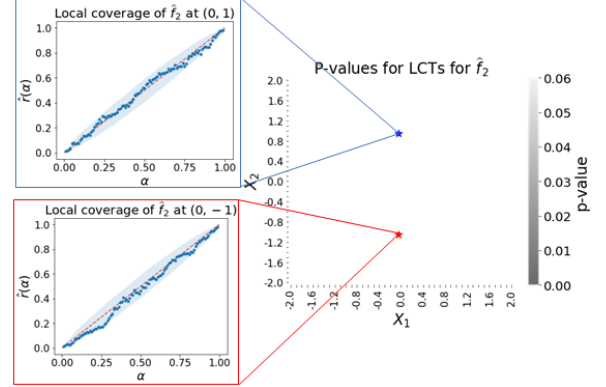 Local coverage of f̂₂ at (0, 1)
1.0
0.8
0.6
0.4
0.2
0.0
r̂(α)
0.00 0.25 0.50 0.75 1.00
α
Local coverage of f̂₂ at (0, −1)
1.0
0.8
0.6
0.4
0.2
0.0
r̂(α)
0.00 0.25 0.50 0.75 1.00
α
P-values for LCTs for f̂₂
2.0
1.6
1.2
0.8
0.4
0.0
-0.4
-0.8
-1.2
-1.6
-2.0
X₂
-2.0 -1.6 -1.2 -0.8 -0.4 0.0 0.4 0.8 1.2 1.6 2.0
X₁
0.06
0.05
0.04
0.03
0.02
0.01
0.00
p-value